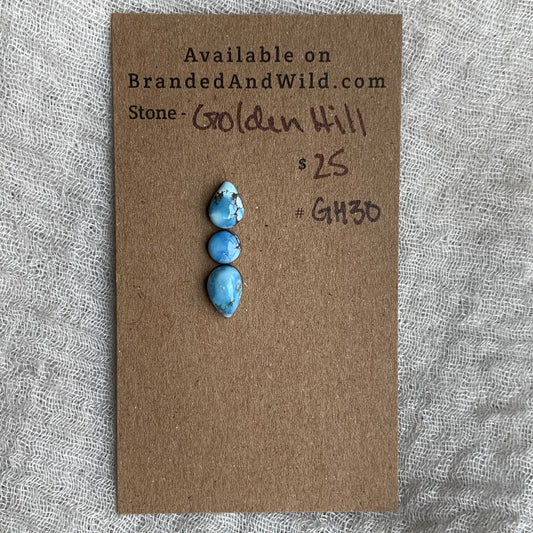 Available on
BrandedAndWild.com
Stone - Golden Hill
$ 25
# GH30